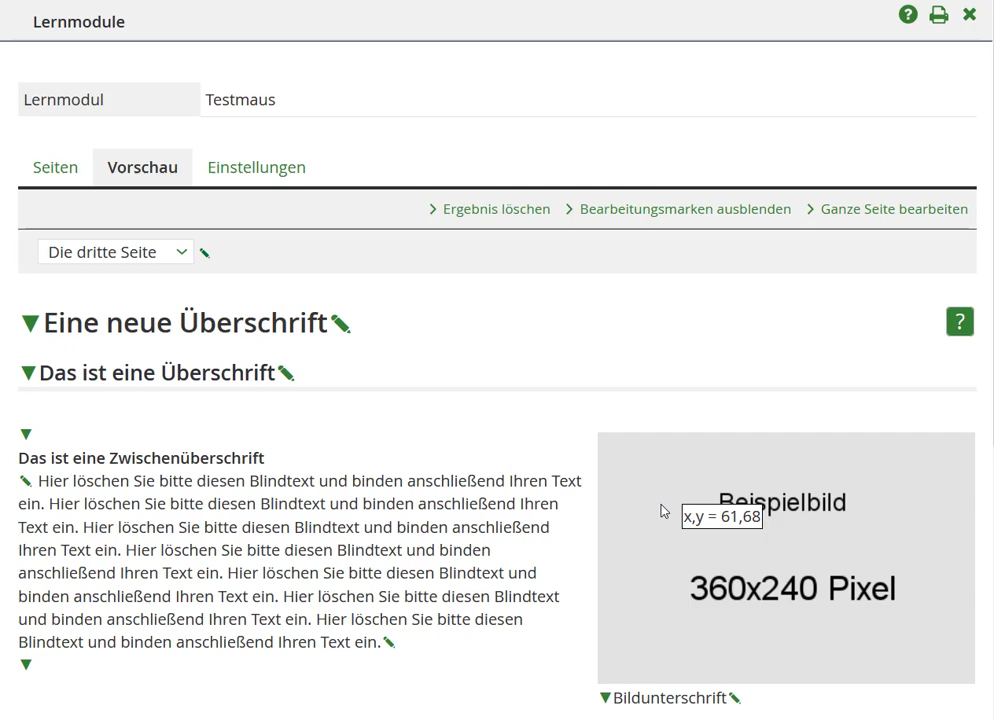 Lernmodule
?
Lernmodul Testmaus
Seiten Vorschau Einstellungen
Ergebnis löschen Bearbeitungsmarken ausblenden Ganze Seite bearbeiten
Die dritte Seite
Eine neue Überschrift
?
Das ist eine Überschrift
Das ist eine Zwischenüberschrift
Hier löschen Sie bitte diesen Blindtext und binden anschließend Ihren Text
ein. Hier löschen Sie bitte diesen Blindtext und binden anschließend Ihren
Text ein. Hier löschen Sie bitte diesen Blindtext und binden anschließend
Ihren Text ein. Hier löschen Sie bitte diesen Blindtext und binden
anschließend Ihren Text ein. Hier löschen Sie bitte diesen Blindtext und
binden anschließend Ihren Text ein. Hier löschen Sie bitte diesen Blindtext
und binden anschließend Ihren Text ein. Hier löschen Sie bitte diesen
Blindtext und binden anschließend Ihren Text ein.
Beispielbild
x,y = 61,68
360x240 Pixel
Bildunterschrift